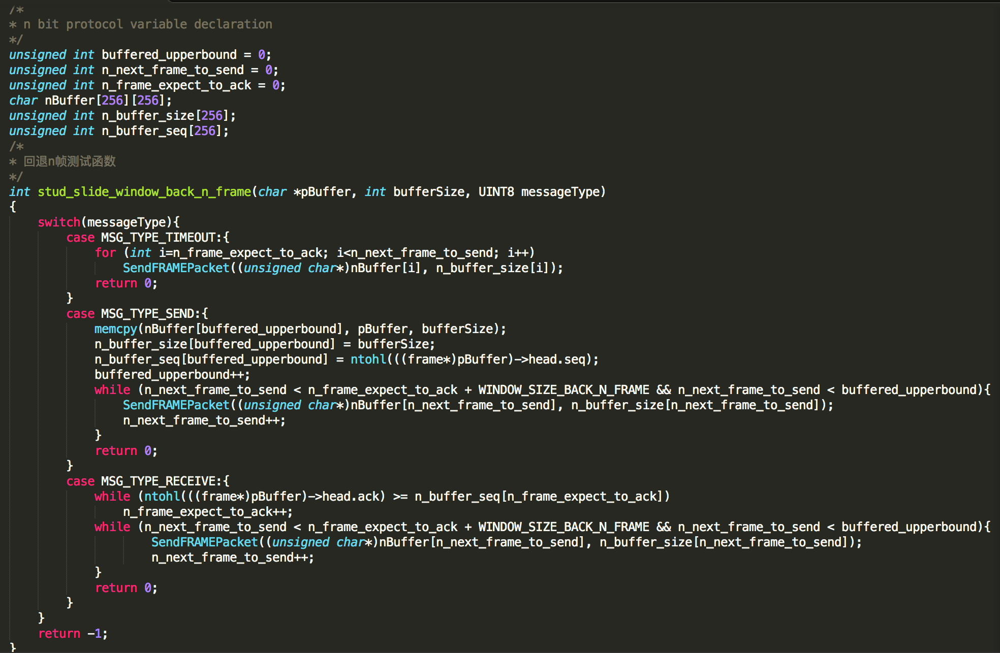 /*
* n bit protocol variable declaration
*/
unsigned int buffered_upperbound = 0;
unsigned int n_next_frame_to_send = 0;
unsigned int n_frame_expect_to_ack = 0;
char nBuffer[256][256];
unsigned int n_buffer_size[256];
unsigned int n_buffer_seq[256];
/*
* 回退n帧测试函数
*/
int stud_slide_window_back_n_frame(char *pBuffer, int bufferSize, UINT8 messageType)
{
    switch(messageType){
        case MSG_TYPE_TIMEOUT:{
            for (int i=n_frame_expect_to_ack; i<n_next_frame_to_send; i++)
                SendFRAMEPacket((unsigned char*)nBuffer[i], n_buffer_size[i]);
            return 0;
        }
        case MSG_TYPE_SEND:{
            memcpy(nBuffer[buffered_upperbound], pBuffer, bufferSize);
            n_buffer_size[buffered_upperbound] = bufferSize;
            n_buffer_seq[buffered_upperbound] = ntohl(((frame*)pBuffer)->head.seq);
            buffered_upperbound++;
            while (n_next_frame_to_send < n_frame_expect_to_ack + WINDOW_SIZE_BACK_N_FRAME && n_next_frame_to_send < buffered_upperbound){
                SendFRAMEPacket((unsigned char*)nBuffer[n_next_frame_to_send], n_buffer_size[n_next_frame_to_send]);
                n_next_frame_to_send++;
            }
            return 0;
        }
        case MSG_TYPE_RECEIVE:{
            while (ntohl(((frame*)pBuffer)->head.ack) >= n_buffer_seq[n_frame_expect_to_ack])
                n_frame_expect_to_ack++;
            while (n_next_frame_to_send < n_frame_expect_to_ack + WINDOW_SIZE_BACK_N_FRAME && n_next_frame_to_send < buffered_upperbound){
                    SendFRAMEPacket((unsigned char*)nBuffer[n_next_frame_to_send], n_buffer_size[n_next_frame_to_send]);
                    n_next_frame_to_send++;
            }
            return 0;
        }
    }
    return -1;
}